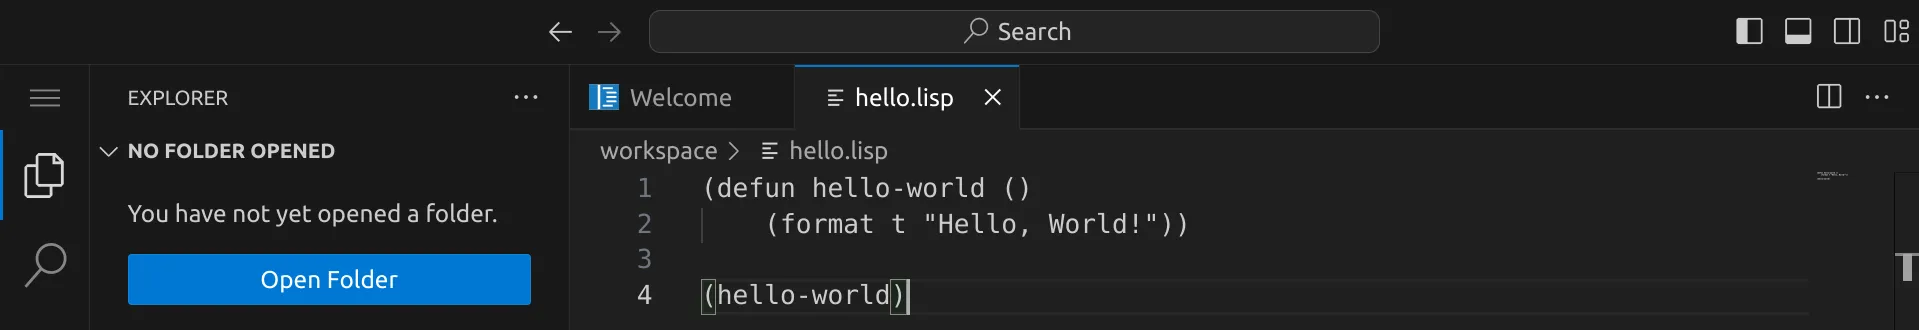 Search
EXPLORER
Welcome
hello.lisp
NO FOLDER OPENED
You have not yet opened a folder.
Open Folder
workspace > hello.lisp
1 (defun hello-world ()
2     (format t "Hello, World!"))
3
4 (hello-world)